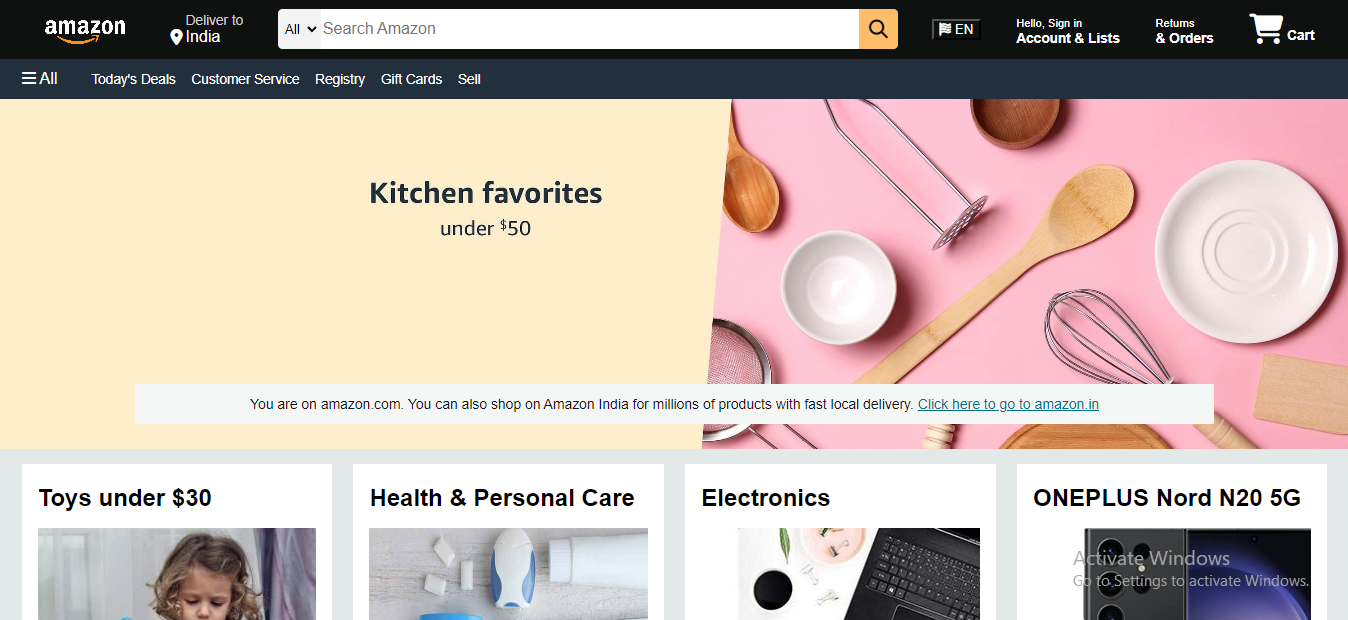 amazon
Deliver to
India
All
Search Amazon
EN
Hello, Sign in
Account & Lists
Returns
& Orders
Cart
All
Today's Deals
Customer Service
Registry
Gift Cards
Sell
Kitchen favorites
under $50
You are on amazon.com. You can also shop on Amazon India for millions of products with fast local delivery. Click here to go to amazon.in
Toys under $30
Health & Personal Care
Electronics
ONEPLUS Nord N20 5G
Activate Windows
Go to Settings to activate Windows.